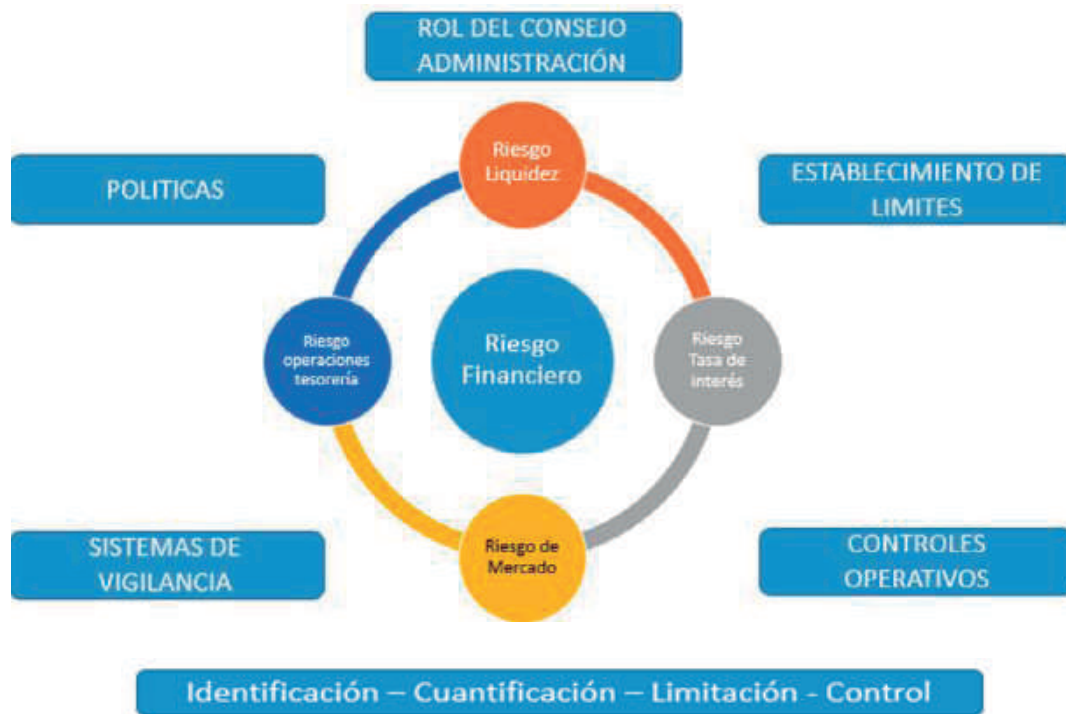 ROL DEL CONSEJO
ADMINISTRACIÓN
POLITICAS
ESTABLECIMIENTO DE
LIMITES
Riesgo
Liquidez
Riesgo
operaciones
tesorería
Riesgo
Financiero
Riesgo
Tasa de
interés
Riesgo de
Mercado
SISTEMAS DE
VIGILANCIA
CONTROLES
OPERATIVOS
Identificación – Cuantificación – Limitación - Control